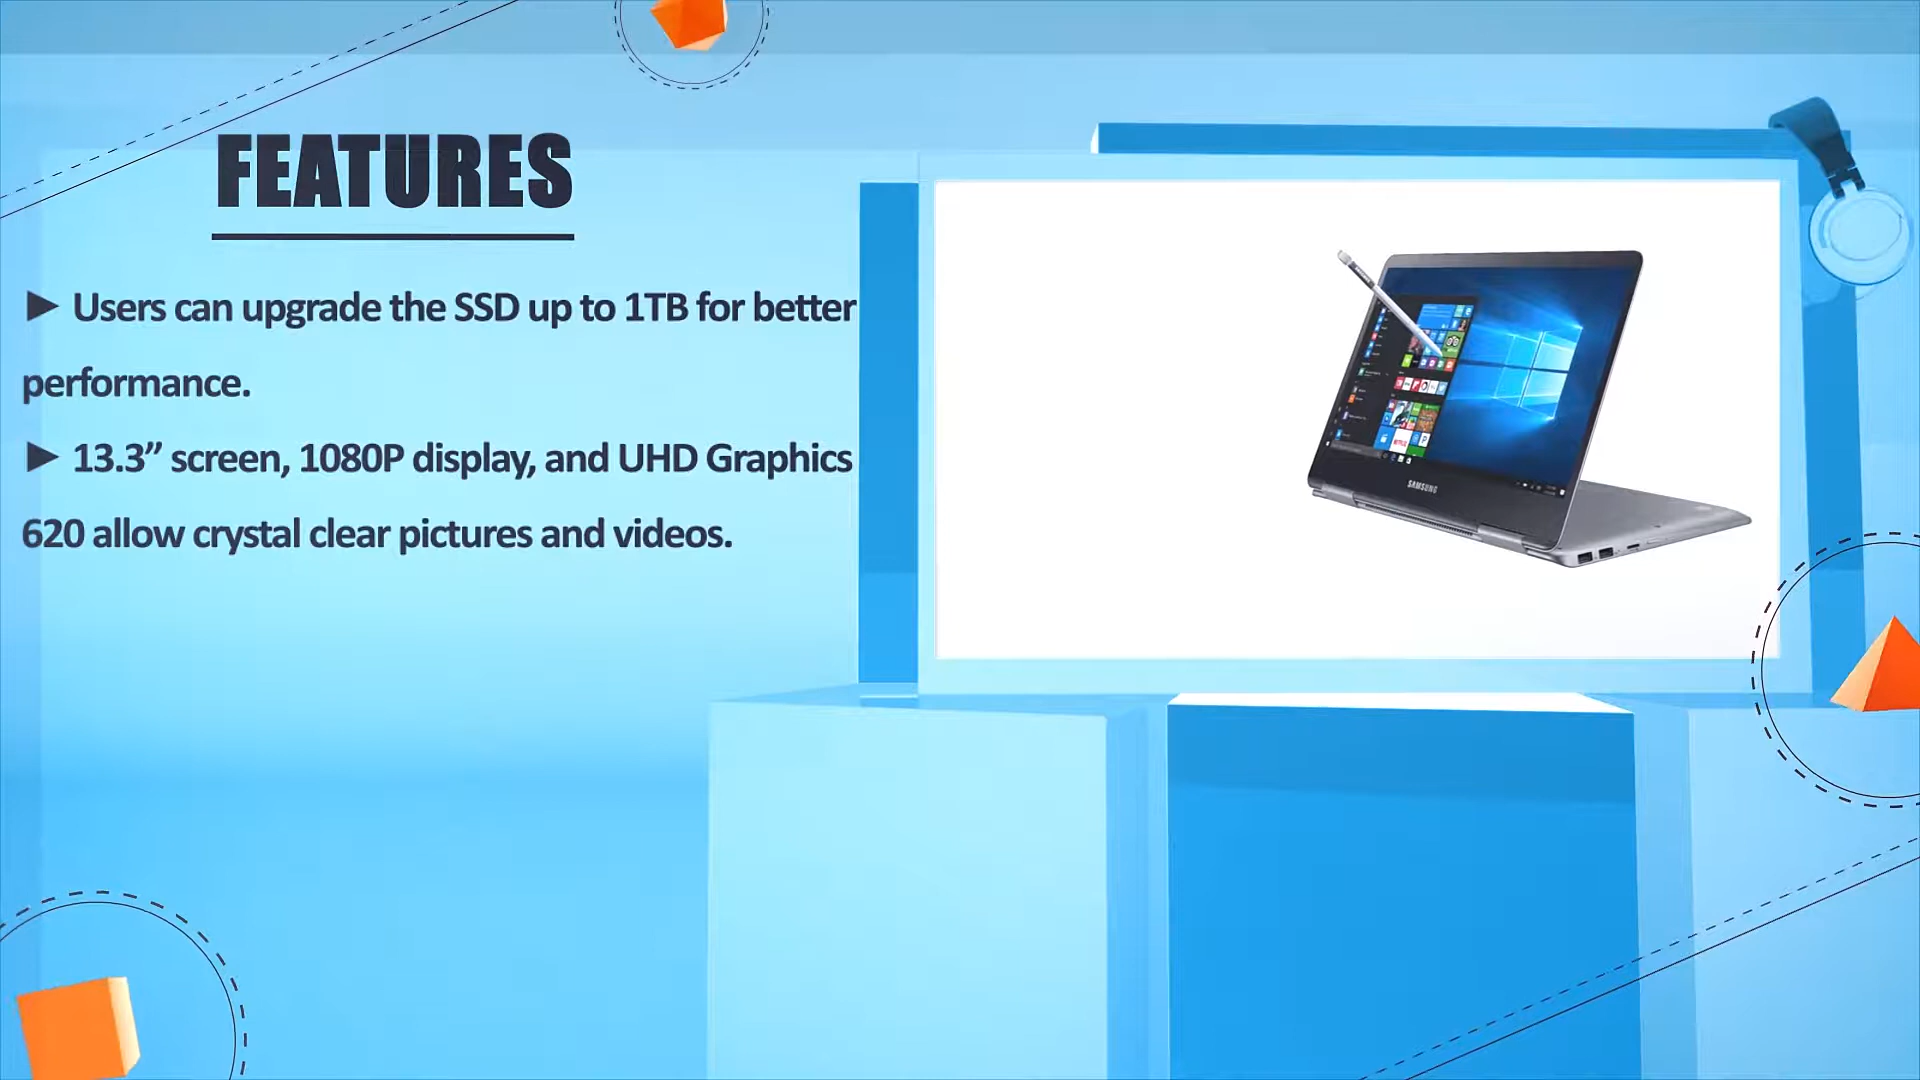 FEATURES
► Users can upgrade the SSD up to 1TB for better
performance.
► 13.3” screen, 1080P display, and UHD Graphics
620 allow crystal clear pictures and videos.
SAMSUNG